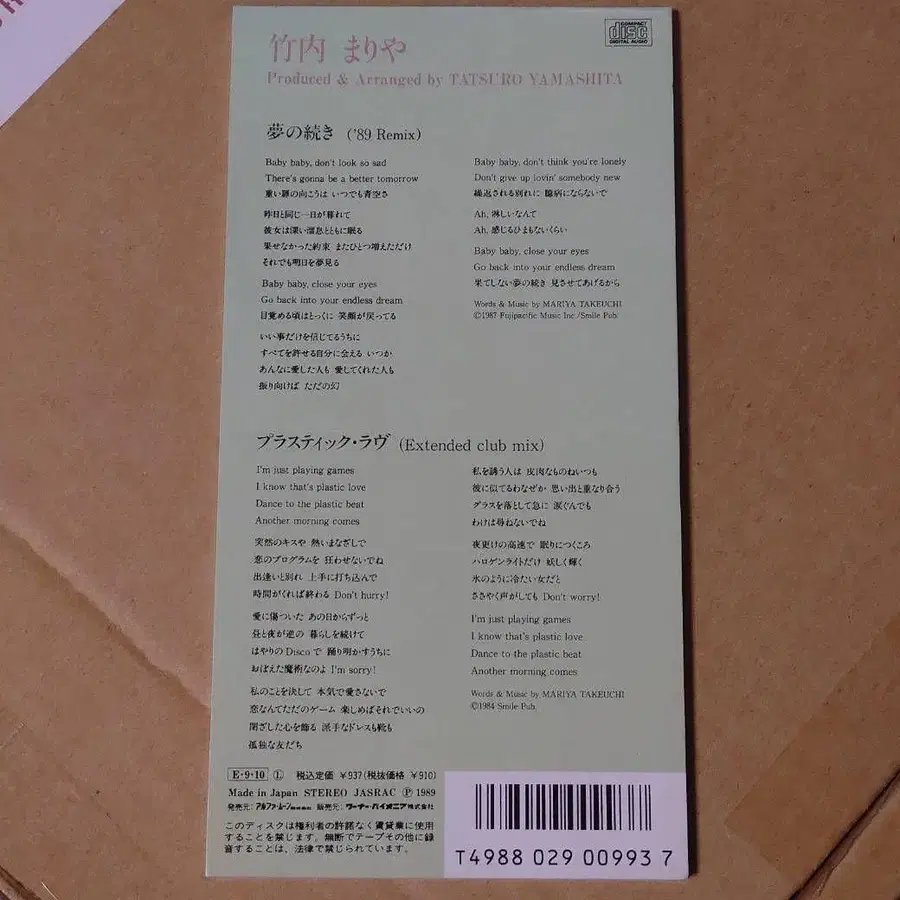 COMPACT
disc
DIGITAL AUDIO
竹内 まりや
Produced & Arranged by TATSURO YAMASHITA
夢の続き ('89 Remix)
Baby baby, don't look so sad
There's gonna be a better tomorrow
重い扉の向こうは いつでも青空さ
昨日と同じ一日が暮れて
彼女は深い溜息とともに眠る
果せなかった約束 またひとつ増えただけ
それでも明日を夢見る
Baby baby, close your eyes
Go back into your endless dream
目覚める頃はとっくに 笑顔が戻ってる
いい事だけを信じてるうちに
すべてを許せる自分に会える いつか
あんなに愛した人も 愛してくれた人も
振り向けば ただの幻
Baby baby, don't think you're lonely
Don't give up lovin' somebody new
繰返される別れに 臆病にならないで
Ah, 淋しいなんて
Ah, 感じるひまもないくらい
Baby baby, close your eyes
Go back into your endless dream
果てしない夢の続き 見させてあげるから
Words & Music by MARIYA TAKEUCHI
©1987 Fujipacific Music Inc./Smile Pub.
プラスティック・ラヴ (Extended club mix)
I'm just playing games
I know that's plastic love
Dance to the plastic beat
Another morning comes
突然のキスや 熱いまなざしで
恋のプログラムを 狂わせないでね
出逢いと別れ 上手に打ち込んで
時間がくれば終わる Don't hurry!
愛に傷ついた あの日からずっと
昼と夜が逆の 暮らしを続けて
はやりのDiscoで 踊り明かすうちに
おぼえた魔術なのよ I'm sorry!
私のことを決して 本気で愛さないで
恋なんてただのゲーム 楽しめばそれでいいの
閉ざした心を飾る 派手なドレスも靴も
孤独な友だち
私を誘う人は 皮肉なものねいつも
彼に似てるわなぜか 思い出と重なり合う
グラスを落として急に 涙ぐんでも
わけは尋ねないでね
夜更けの高速で 眠りにつくころ
ハロゲンライトだけ 妖しく輝く
氷のように冷たい女だと
ささやく声がしても Don't worry!
I'm just playing games
I know that's plastic love
Dance to the plastic beat
Another morning comes
Words & Music by MARIYA TAKEUCHI
©1984 Smile Pub.
E・9・10 Ⓛ 税込定価 ¥937(税抜価格 ¥910)
Made in Japan STEREO JASRAC Ⓟ 1989
発売元: アルファ・ムーン株式会社 販売元: ワーナー・パイオニア株式会社
このディスクは権利者の許諾なく賃貸業に使用
することを禁じます。無断でテープその他に録
音することは、法律で禁じられています。
T4988 029 00993 7